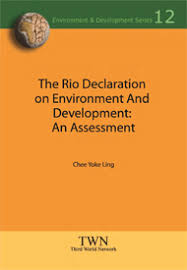 Environment & Development Series 12
The Rio Declaration
on Environment And
Development:
An Assessment
Chee Yoke Ling
TWN
Third World Network